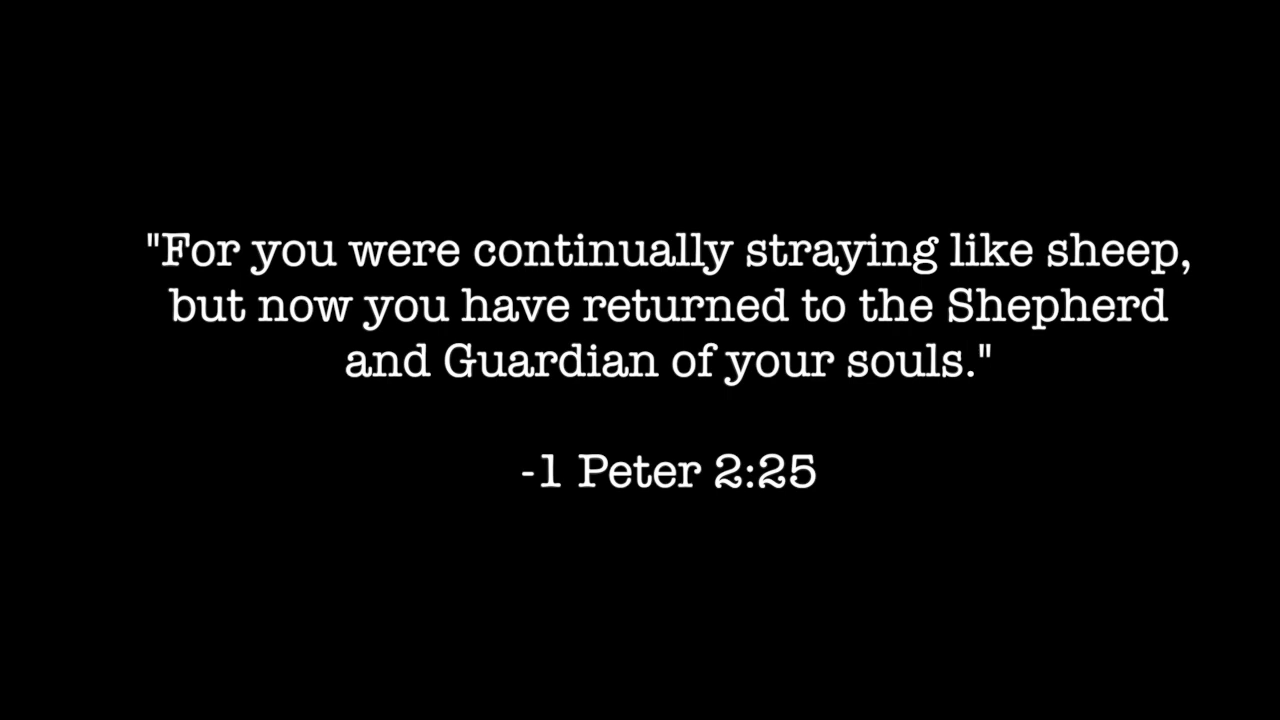 "For you were continually straying like sheep,
but now you have returned to the Shepherd
and Guardian of your souls."
-1 Peter 2:25